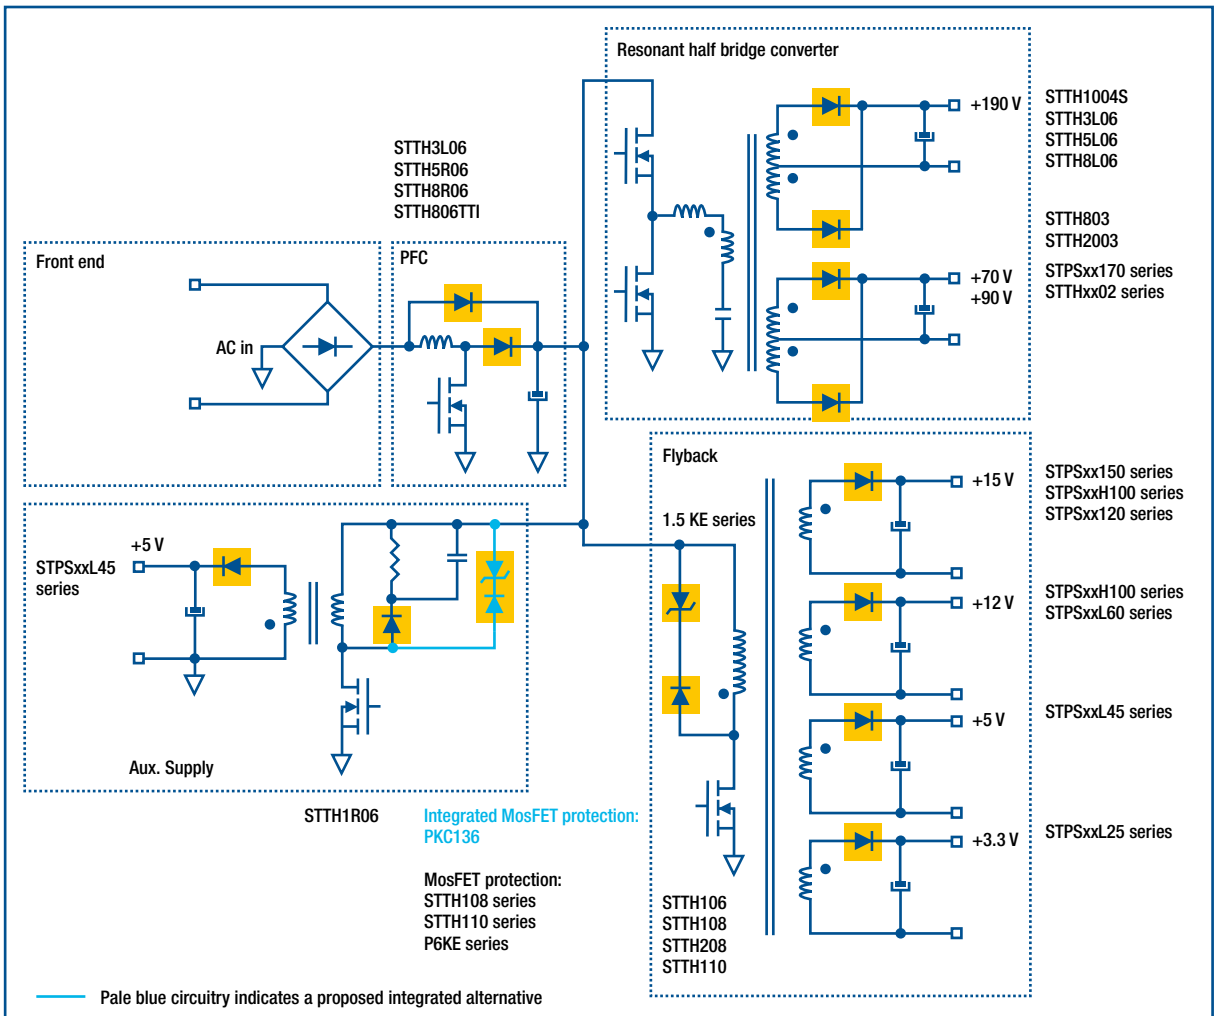 Resonant half bridge converter
+190 V
STTH1004S
STTH3L06
STTH5L06
STTH8L06
STTH803
STTH2003
+70 V
+90 V
STPSxx170 series
STTHxx02 series
STTH3L06
STTH5R06
STTH8R06
STTH806TTI
Front end
AC in
PFC
Flyback
1.5 KE series
+15 V
STPSxx150 series
STPSxxH100 series
STPSxx120 series
+12 V
STPSxxH100 series
STPSxxL60 series
+5 V
STPSxxL45 series
+3.3 V
STPSxxL25 series
STTH106
STTH108
STTH208
STTH110
+5 V
STPSxxL45
series
Aux. Supply
STTH1R06
Integrated MosFET protection:
PKC136
MosFET protection:
STTH108 series
STTH110 series
P6KE series
Pale blue circuitry indicates a proposed integrated alternative